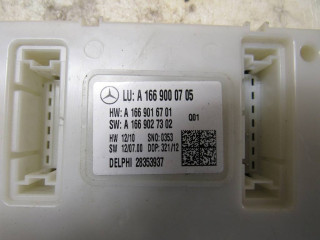 LU: A 166 900 07 05
HW: A 166 901 67 01
SW: A 166 902 73 02 Q01
HW 12/10 SNO: 0353
SW 12/07.00 DOP: 321/12
DELPHI 28353937